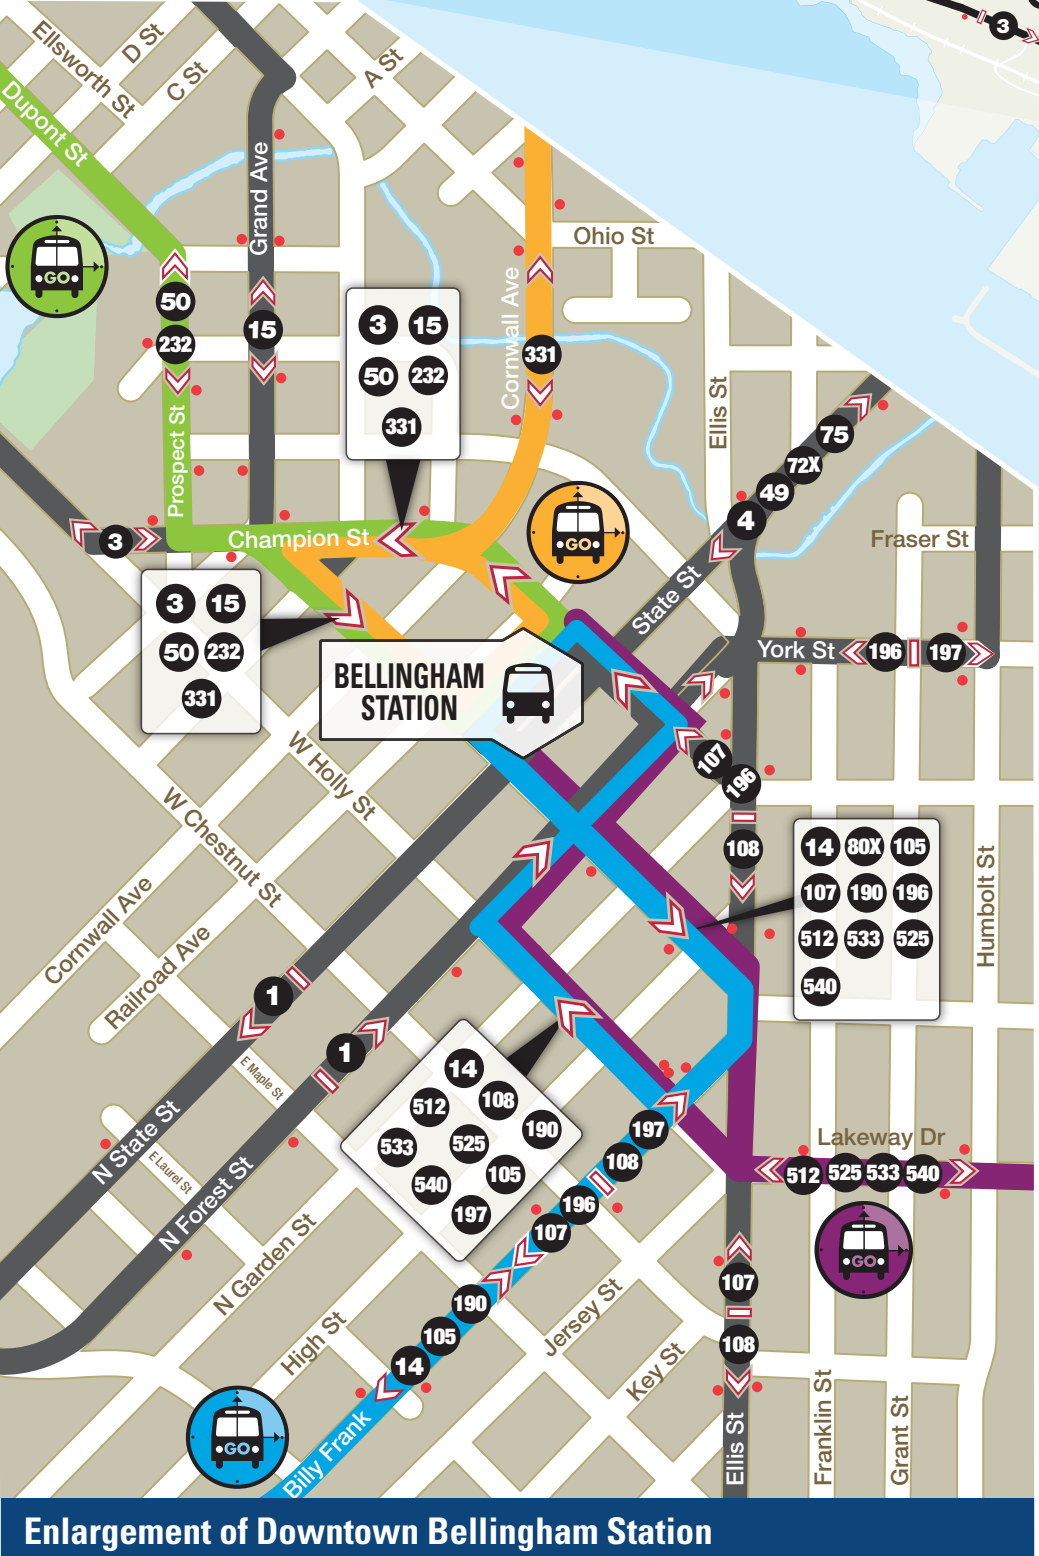 3
Ellsworth St
D St
C St
A St
Dupont St
Grand Ave
GO
Ohio St
50
232
15
Prospect St
3 15
50 232
331
Cornwall Ave
331
Ellis St
75
72X
49
4
3
Champion St
GO
Fraser St
State St
3 15
50 232
331
BELLINGHAM
STATION
York St
196
197
107
196
108
W Holly St
W Chestnut St
14 80X 105
107 190 196
512 533 525
540
Humbolt St
Cornwall Ave
Railroad Ave
1
1
E Maple St
E Laurel St
N State St
N Forest St
N Garden St
High St
14
512 108
533 525 190
540 105
197
197
108
196
107
190
105
14
Lakeway Dr
512 525 533 540
GO
107
108
Jersey St
Key St
Ellis St
Franklin St
Grant St
GO
Billy Frank
Enlargement of Downtown Bellingham Station